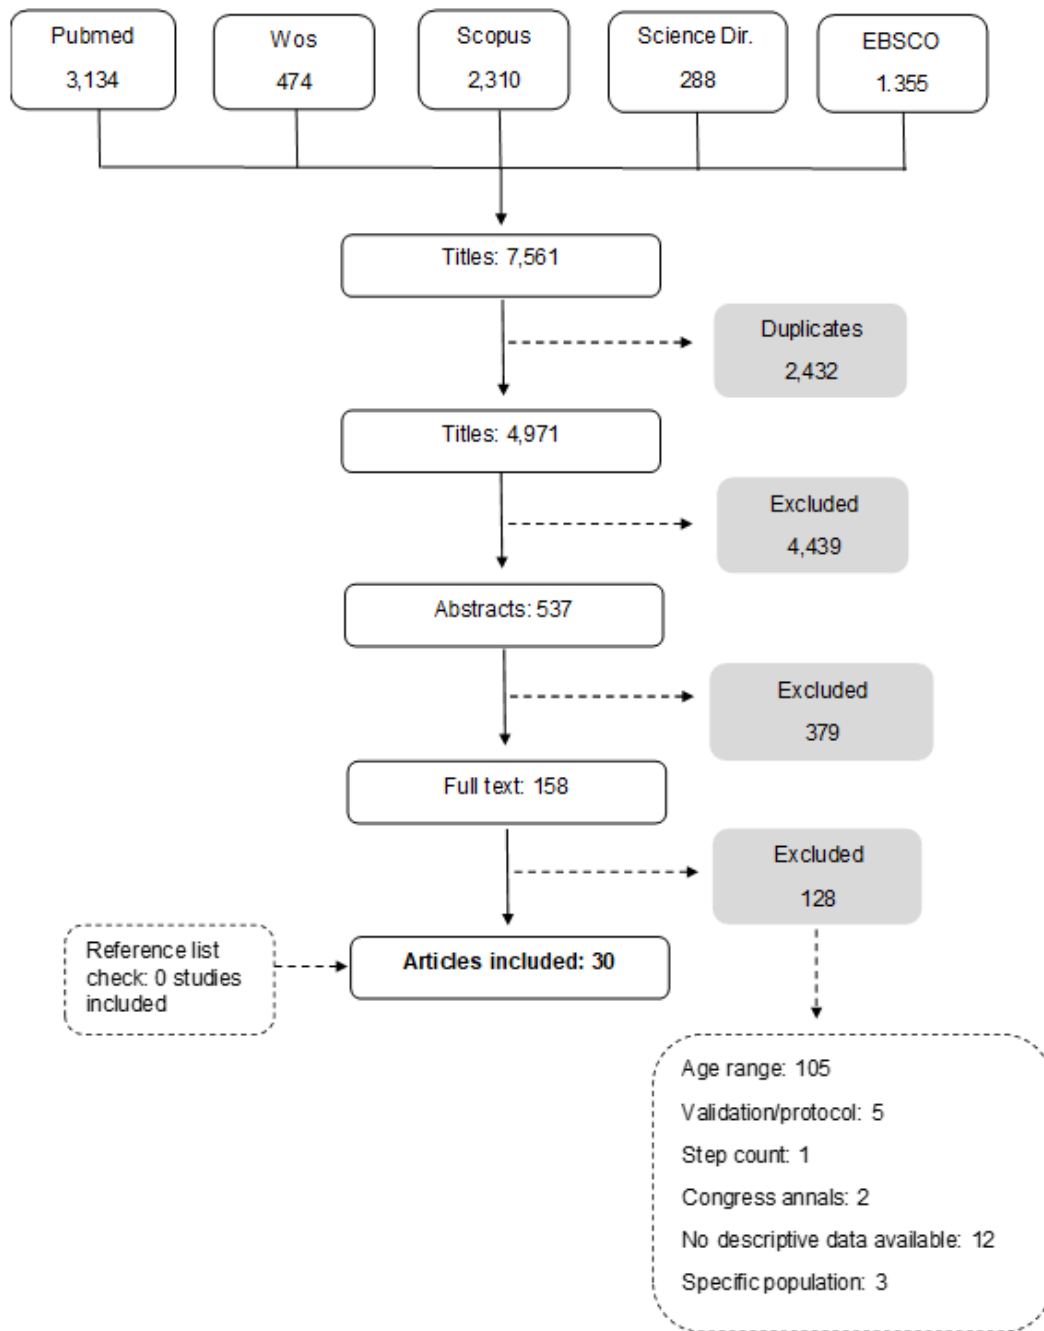 Pubmed
3,134
Wos
474
Scopus
2,310
Science Dir.
288
EBSCO
1.355
Titles: 7,561
Duplicates
2,432
Titles: 4,971
Excluded
4,439
Abstracts: 537
Excluded
379
Full text: 158
Excluded
128
Reference list
check: 0 studies
included
Articles included: 30
Age range: 105
Validation/protocol: 5
Step count: 1
Congress annals: 2
No descriptive data available: 12
Specific population: 3